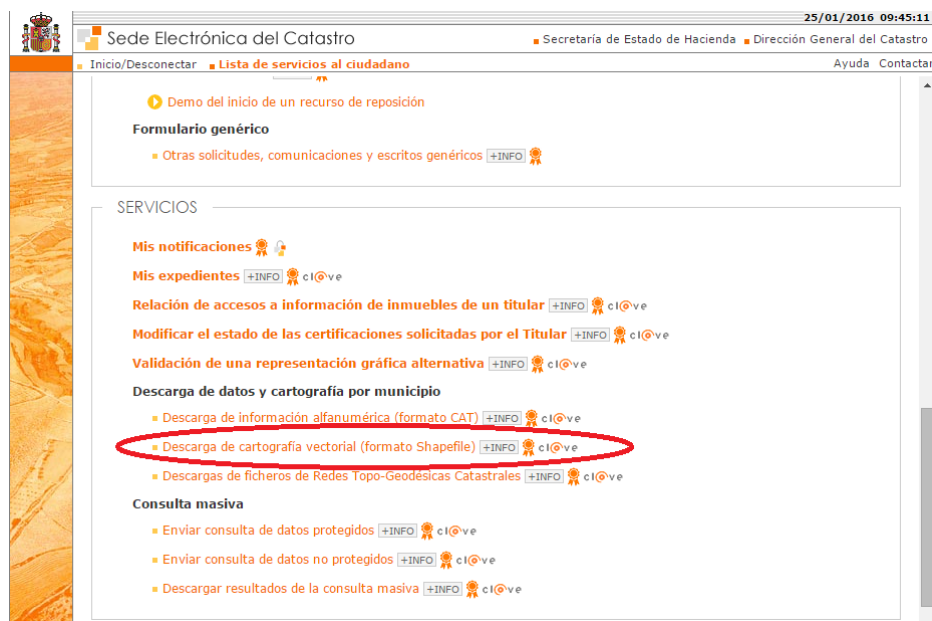 25/01/2016 09:45:11
Sede Electrónica del Catastro
Secretaría de Estado de Hacienda Dirección General del Catastro
Inicio/Desconectar Lista de servicios al ciudadano Ayuda Contactar
Demo del inicio de un recurso de reposición
Formulario genérico
Otras solicitudes, comunicaciones y escritos genéricos +INFO
SERVICIOS
Mis notificaciones
Mis expedientes +INFO cl@ve
Relación de accesos a información de inmuebles de un titular +INFO cl@ve
Modificar el estado de las certificaciones solicitadas por el Titular +INFO cl@ve
Validación de una representación gráfica alternativa +INFO cl@ve
Descarga de datos y cartografía por municipio
Descarga de información alfanumérica (formato CAT) +INFO cl@ve
Descarga de cartografía vectorial (formato Shapefile) +INFO cl@ve
Descargas de ficheros de Redes Topo-Geodésicas Catastrales +INFO cl@ve
Consulta masiva
Enviar consulta de datos protegidos +INFO cl@ve
Enviar consulta de datos no protegidos +INFO cl@ve
Descargar resultados de la consulta masiva +INFO cl@ve